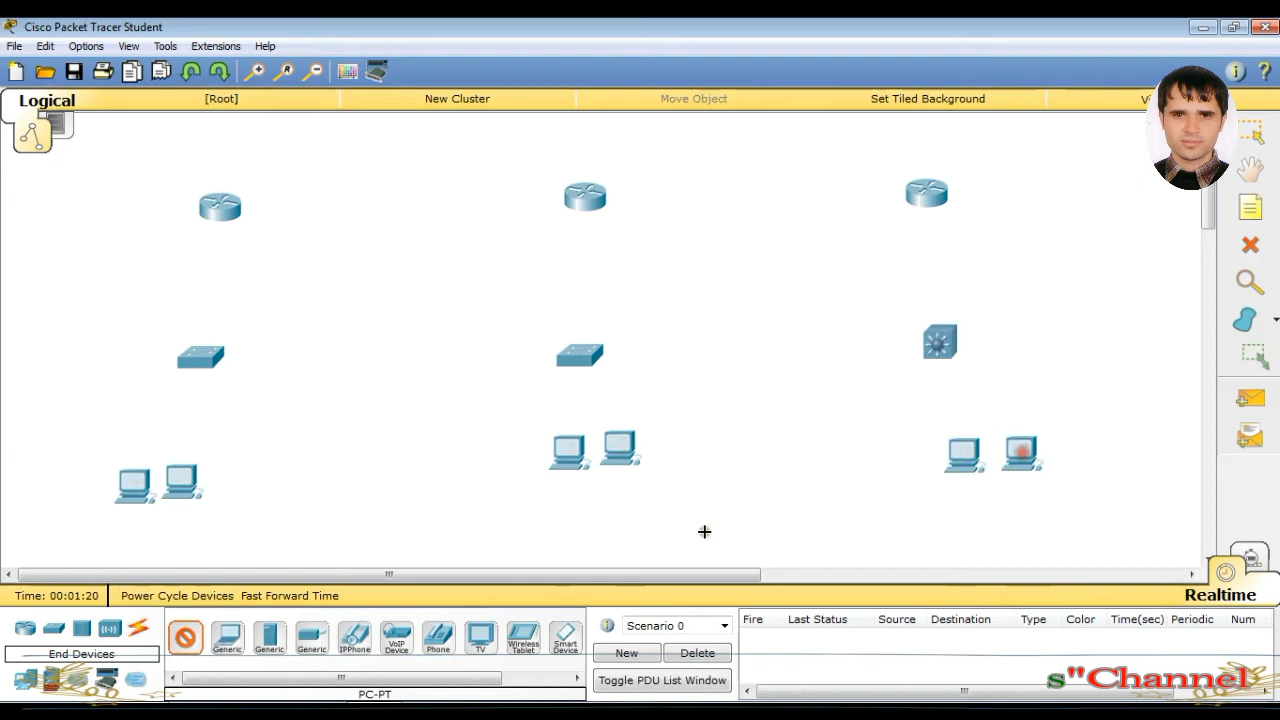 Cisco Packet Tracer Student
File Edit Options View Tools Extensions Help
Logical [Root] New Cluster Move Object Set Tiled Background
Time: 00:01:20 Power Cycle Devices Fast Forward Time
Realtime
End Devices
Generic Generic Generic IPPhone VoIP Device Phone TV Wireless Tablet Smart Device
PC-PT
Scenario 0
New Delete
Toggle PDU List Window
Fire Last Status Source Destination Type Color Time(sec) Periodic Num
s"Channel